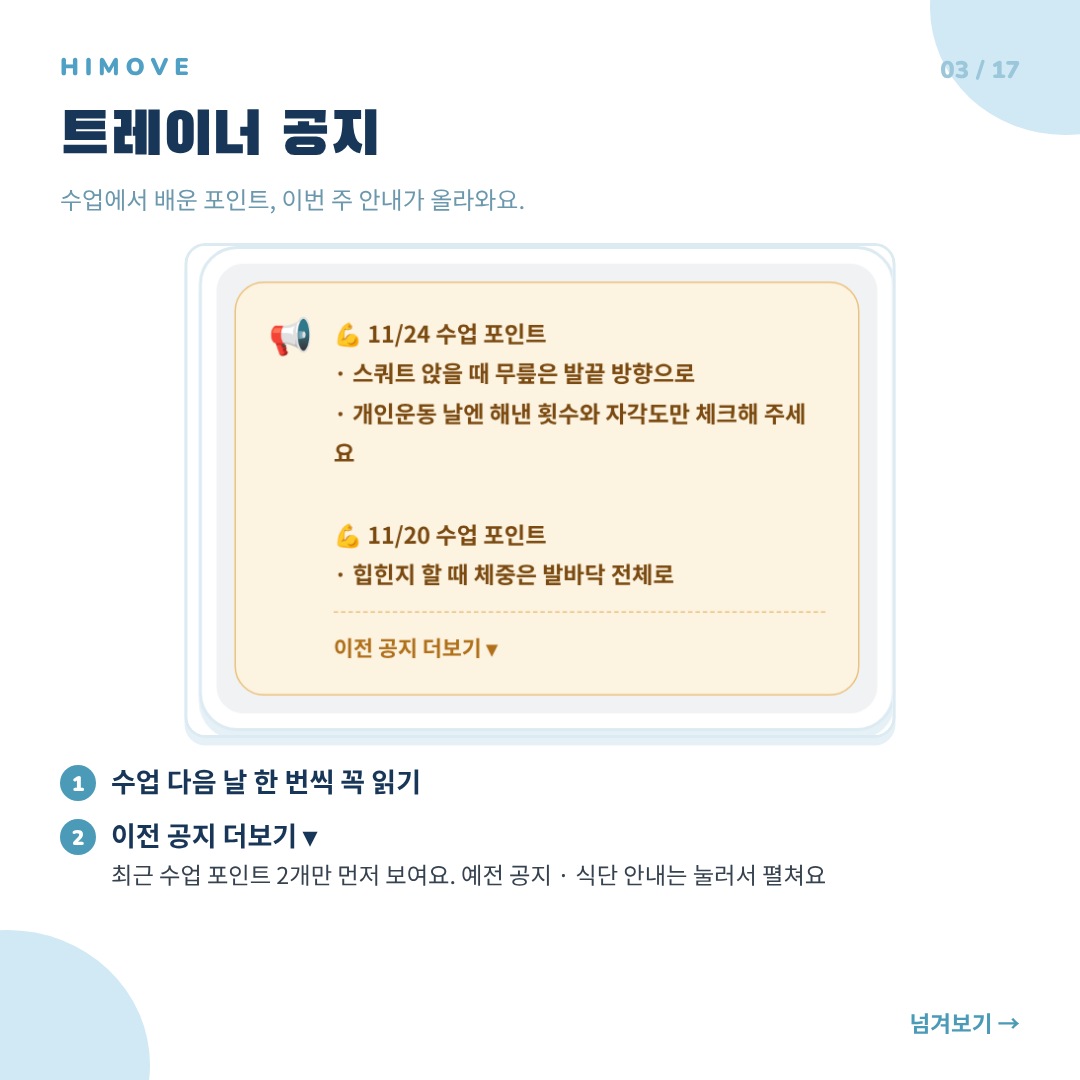 HIMOVE
03 / 17
트레이너 공지
수업에서 배운 포인트, 이번 주 안내가 올라와요.
📢 💪 11/24 수업 포인트
· 스쿼트 앉을 때 무릎은 발끝 방향으로
· 개인운동 날엔 해낸 횟수와 자각도만 체크해 주세
요
💪 11/20 수업 포인트
· 힙힌지 할 때 체중은 발바닥 전체로
이전 공지 더보기 ▾
1 수업 다음 날 한 번씩 꼭 읽기
2 이전 공지 더보기 ▾
최근 수업 포인트 2개만 먼저 보여요. 예전 공지 · 식단 안내는 눌러서 펼쳐요
넘겨보기 →